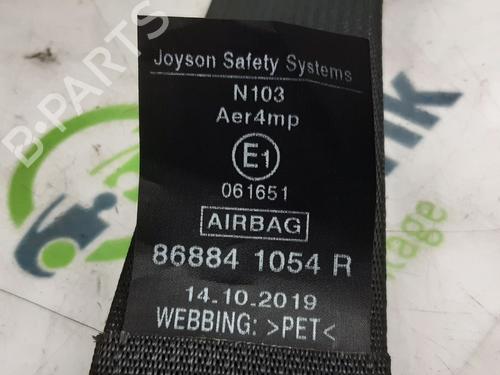 Joyson Safety Systems
N103
Aer4mp
E1
061651
AIRBAG
86884 1054 R
14-10-2019
WEBBING: >PET<
B-PARTS